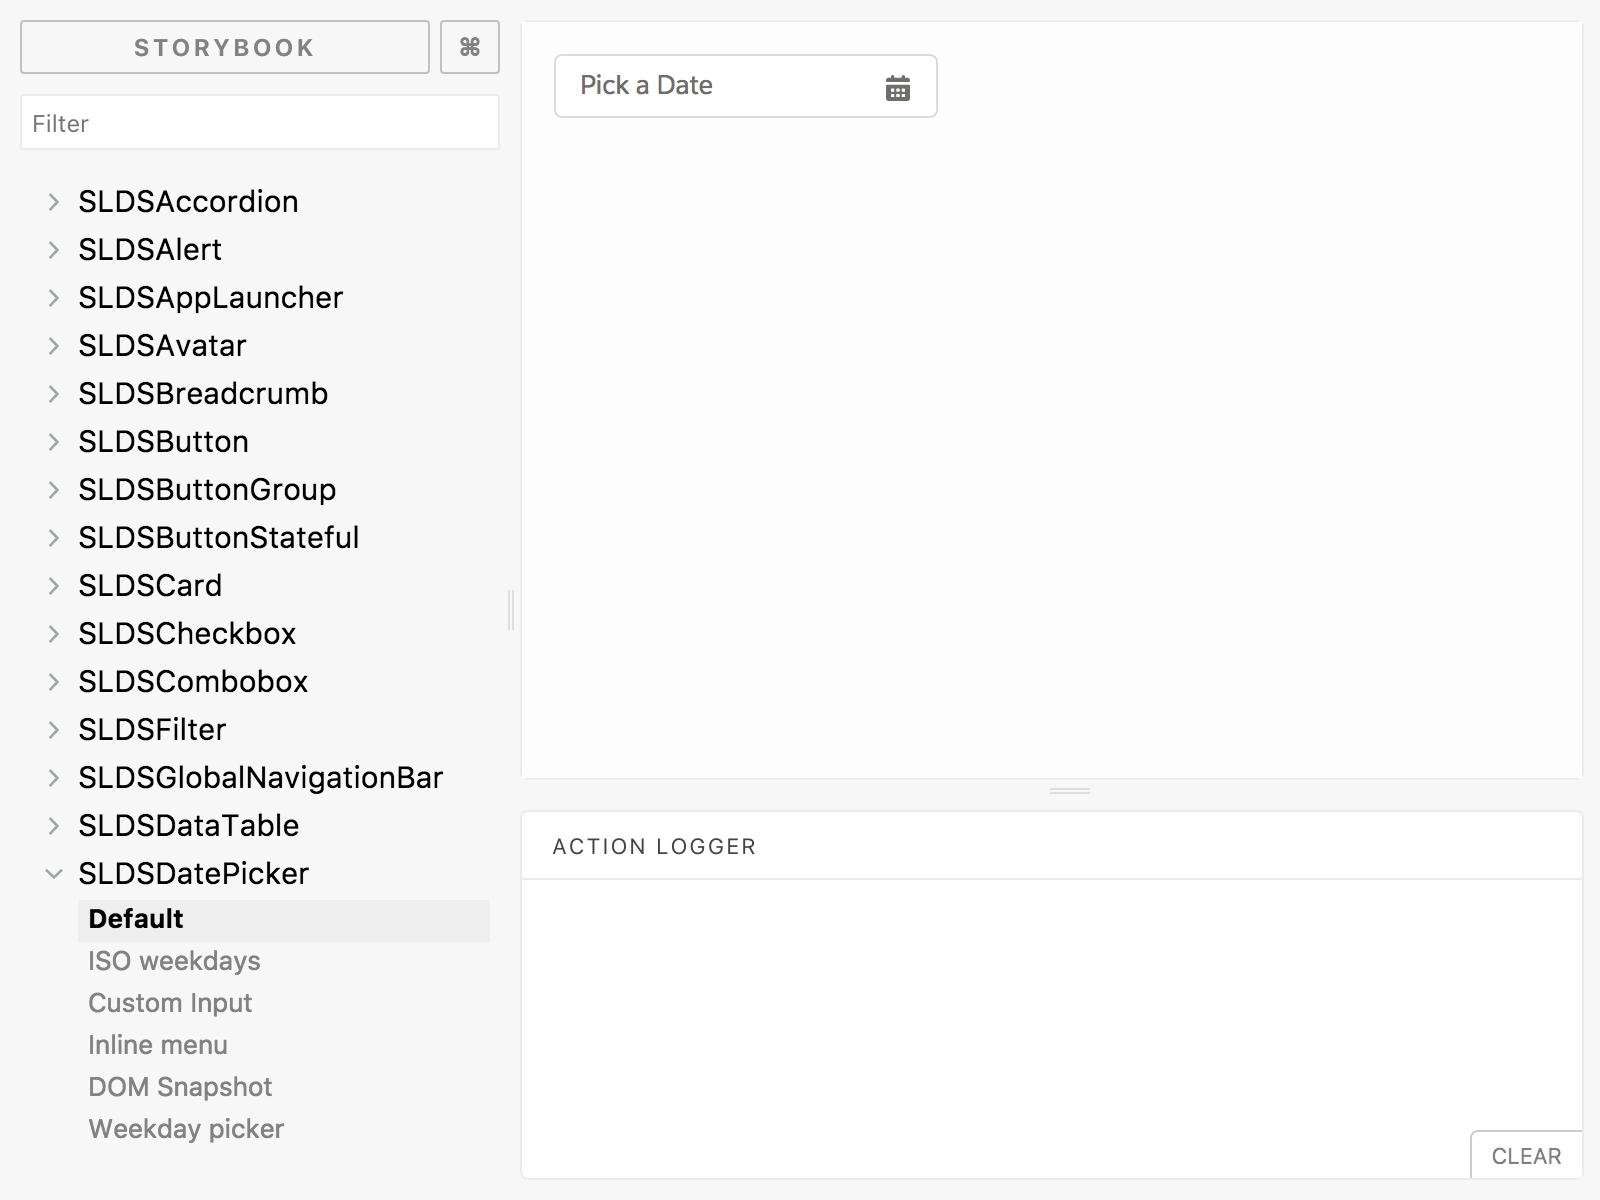 STORYBOOK
⌘
Filter
SLDSAccordion
SLDSAlert
SLDSAppLauncher
SLDSAvatar
SLDSBreadcrumb
SLDSButton
SLDSButtonGroup
SLDSButtonStateful
SLDSCard
SLDSCheckbox
SLDSCombobox
SLDSFilter
SLDSGlobalNavigationBar
SLDSDataTable
SLDSDatePicker
Default
ISO weekdays
Custom Input
Inline menu
DOM Snapshot
Weekday picker
Pick a Date
ACTION LOGGER
CLEAR